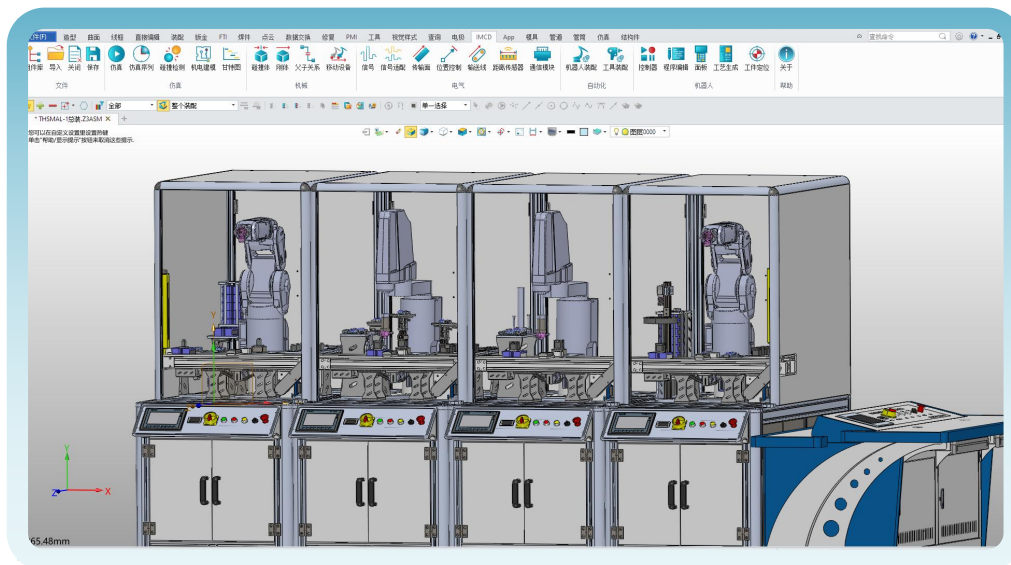 文件(F) 造型 曲面 线框 直接编辑 装配 钣金 FTI 焊件 点云 数据交换 修复 PMI 工具 视觉样式 查询 电极 IMCD App 模具 管道 管筒 仿真 结构件 查找命令
组件库 导入 关闭 保存 仿真 仿真序列 碰撞检测 机电建模 甘特图 碰撞体 刚体 父子关系 移动设备 信号 信号适配 传输面 位置控制 输送线 距离传感器 通信模块 机器人装配 工具装配 控制器 程序编辑 面板 工艺生成 工件定位 关于
文件 仿真 机械 电气 自动化 机器人 帮助
全部 整个装配 单一选择
* THSMAL-1总装.Z3ASM × +
您可以在自定义设置里设置热键
单击"帮助/显示提示"按钮来取消这些提示.
图层0000
Y
Y
Z X
65.48mm